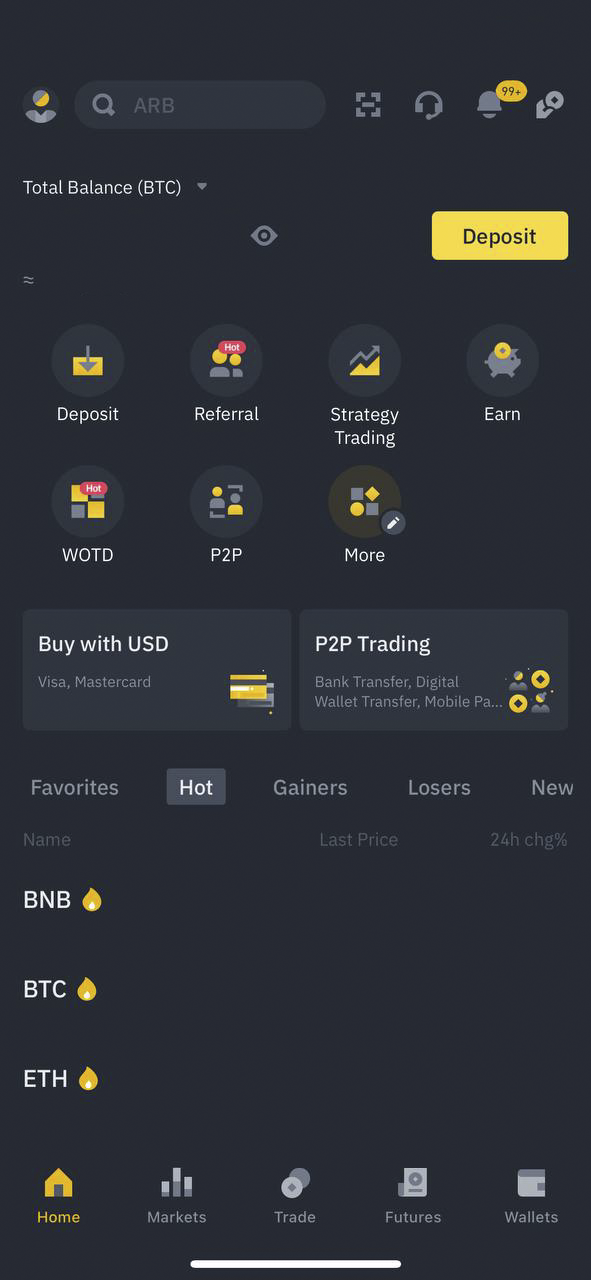 ARB
99+
Total Balance (BTC)
Deposit
≈
Hot
Deposit
Referral
Strategy
Trading
Earn
Hot
WOTD
P2P
More
Buy with USD
Visa, Mastercard
P2P Trading
Bank Transfer, Digital
Wallet Transfer, Mobile Pa...
Favorites Hot Gainers Losers New
Name Last Price 24h chg%
BNB
BTC
ETH
Home Markets Trade Futures Wallets